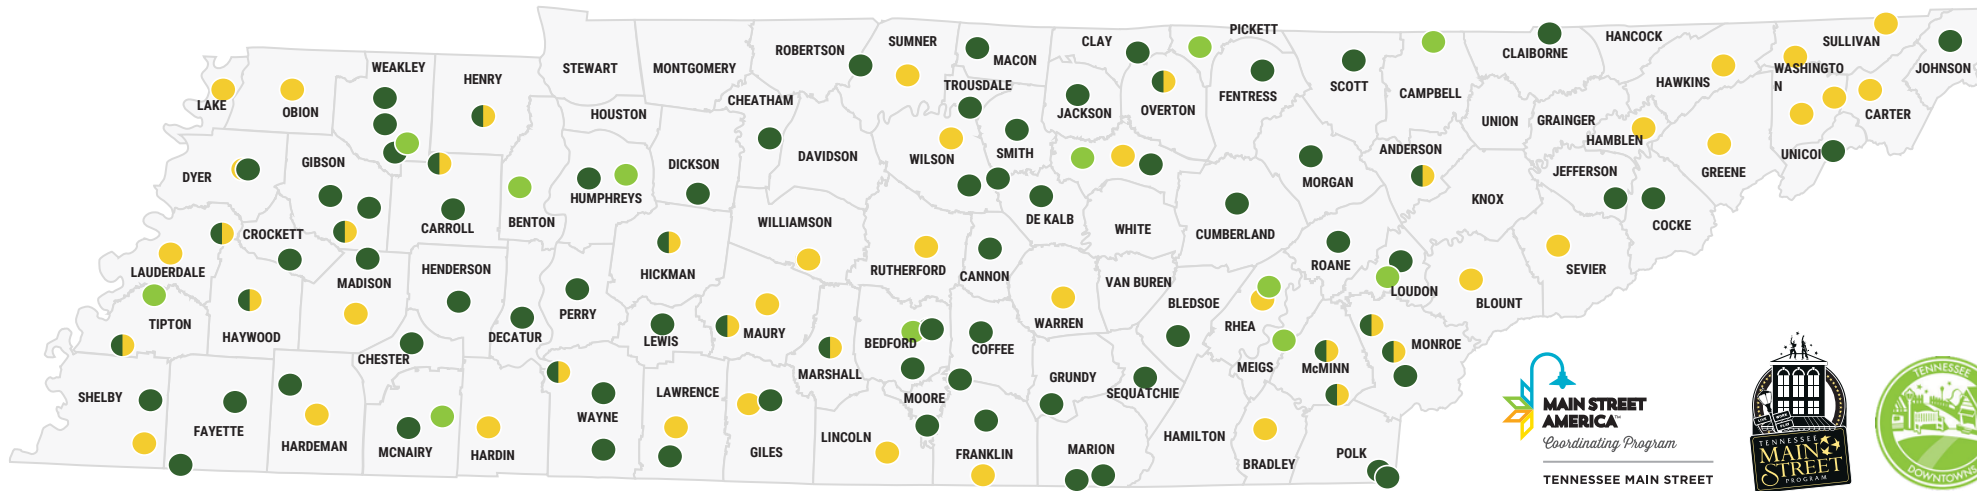 PICKETT
SUMNER
CLAY
HANCOCK
SULLIVAN
ROBERTSON
CLAIBORNE
MACON
WEAKLEY
STEWART
MONTGOMERY
WASHINGTO
N
JOHNSON
HENRY
HAWKINS
TROUSDALE
SCOTT
CAMPBELL
FENTRESS
CHEATHAM
LAKE
OBION
HOUSTON
JACKSON
OVERTON
UNION
GRAINGER
CARTER
HAMBLEN
ANDERSON
SMITH
DAVIDSON
WILSON
UNICOI
GIBSON
DICKSON
DYER
JEFFERSON
GREENE
MORGAN
HUMPHREYS
KNOX
BENTON
DE KALB
WILLIAMSON
CARROLL
WHITE
COCKE
CROCKETT
CUMBERLAND
ROANE
LAUDERDALE
HENDERSON
HICKMAN
RUTHERFORD
CANNON
SEVIER
MADISON
VAN BUREN
LOUDON
BLEDSOE
BLOUNT
PERRY
TIPTON
WARREN
RHEA
HAYWOOD
DECATUR
LEWIS
MAURY
BEDFORD
COFFEE
MONROE
CHESTER
MEIGS
McMINN
MARSHALL
GRUNDY
SEQUATCHIE
LAWRENCE
SHELBY
MOORE
WAYNE
FAYETTE
HARDEMAN
MCNAIRY
HARDIN
GILES
LINCOLN
FRANKLIN
MARION
HAMILTON
BRADLEY
POLK
MAIN STREET
AMERICA™
Coordinating Program
TENNESSEE MAIN STREET
TENNESSEE
MAIN
STREET
PROGRAM
TENNESSEE
DOWNTOWNS